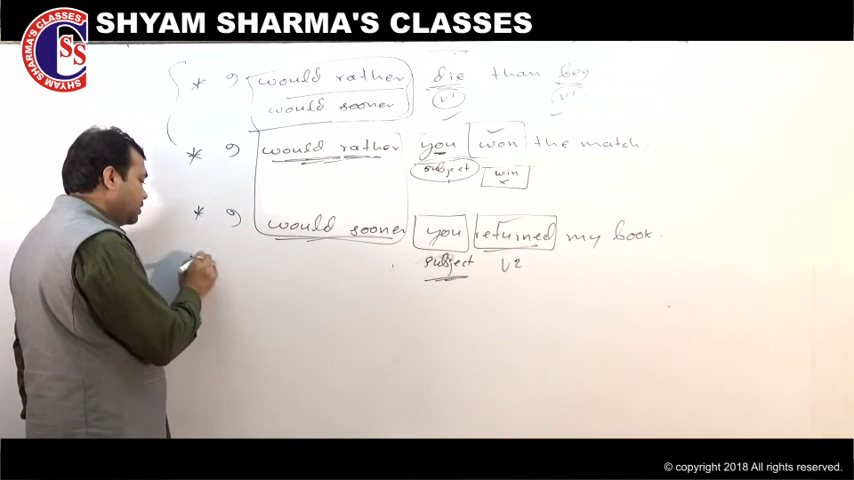 SHYAM SHARMA'S CLASSES
SHYAM SHARMA'S CLASSES
SS
* I would rather die than beg
would sooner V1 V1
* I would rather you won the match.
subject win x
* I would sooner you returned my book.
subject V2
© copyright 2018 All rights reserved.